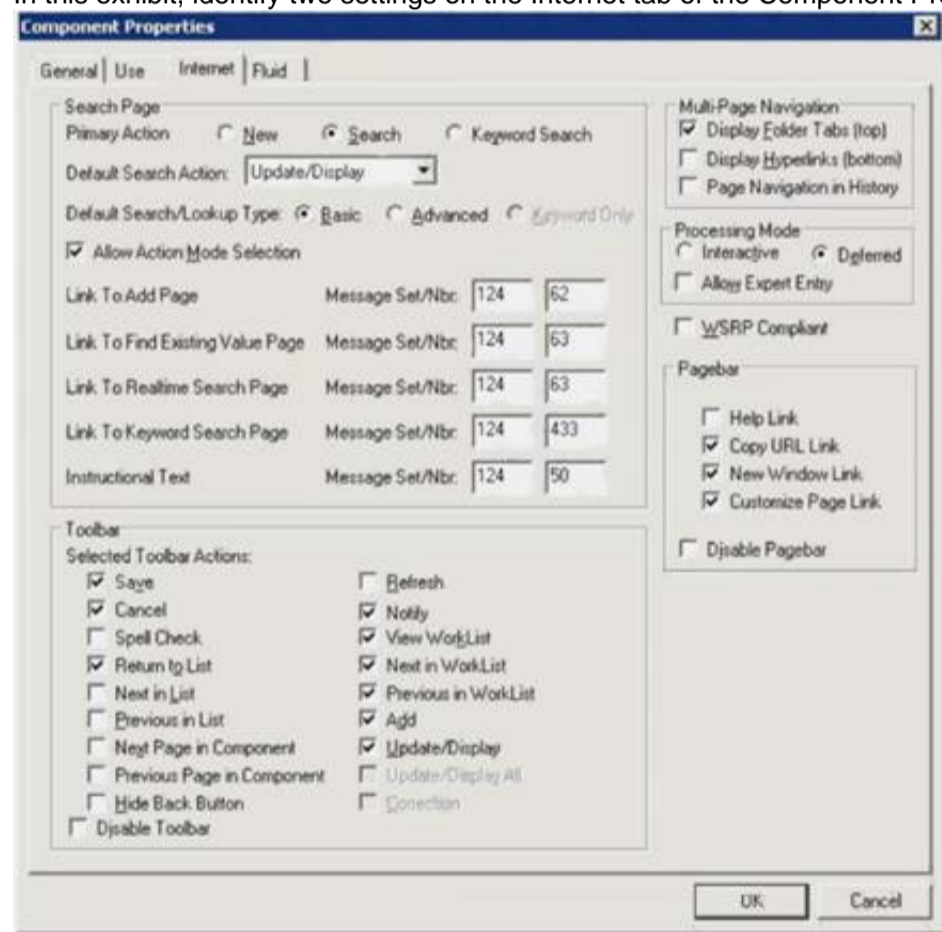 In this exhibit, identify two settings on the Internet tab of the Component
Component Properties
General Use Internet Fluid
Search Page
Primary Action New Search Keyword Search
Default Search Action: Update/Display
Default Search/Lookup Type: Basic Advanced Keyword Only
Allow Action Mode Selection
Link To Add Page Message Set/Nbr: 124 62
Link To Find Existing Value Page Message Set/Nbr: 124 63
Link To Realtime Search Page Message Set/Nbr: 124 63
Link To Keyword Search Page Message Set/Nbr: 124 433
Instructional Text Message Set/Nbr: 124 50
Toolbar
Selected Toolbar Actions:
Save Refresh
Cancel Notify
Spell Check View WorkList
Return to List Next in WorkList
Next in List Previous in WorkList
Previous in List Add
Next Page in Component Update/Display
Previous Page in Component Update/Display All
Hide Back Button Correction
Disable Toolbar
Multi-Page Navigation
Display Folder Tabs (top)
Display Hyperlinks (bottom)
Page Navigation in History
Processing Mode
Interactive Deferred
Allow Expert Entry
WSRP Compliant
Pagebar
Help Link
Copy URL Link
New Window Link
Customize Page Link
Disable Pagebar
OK Cancel